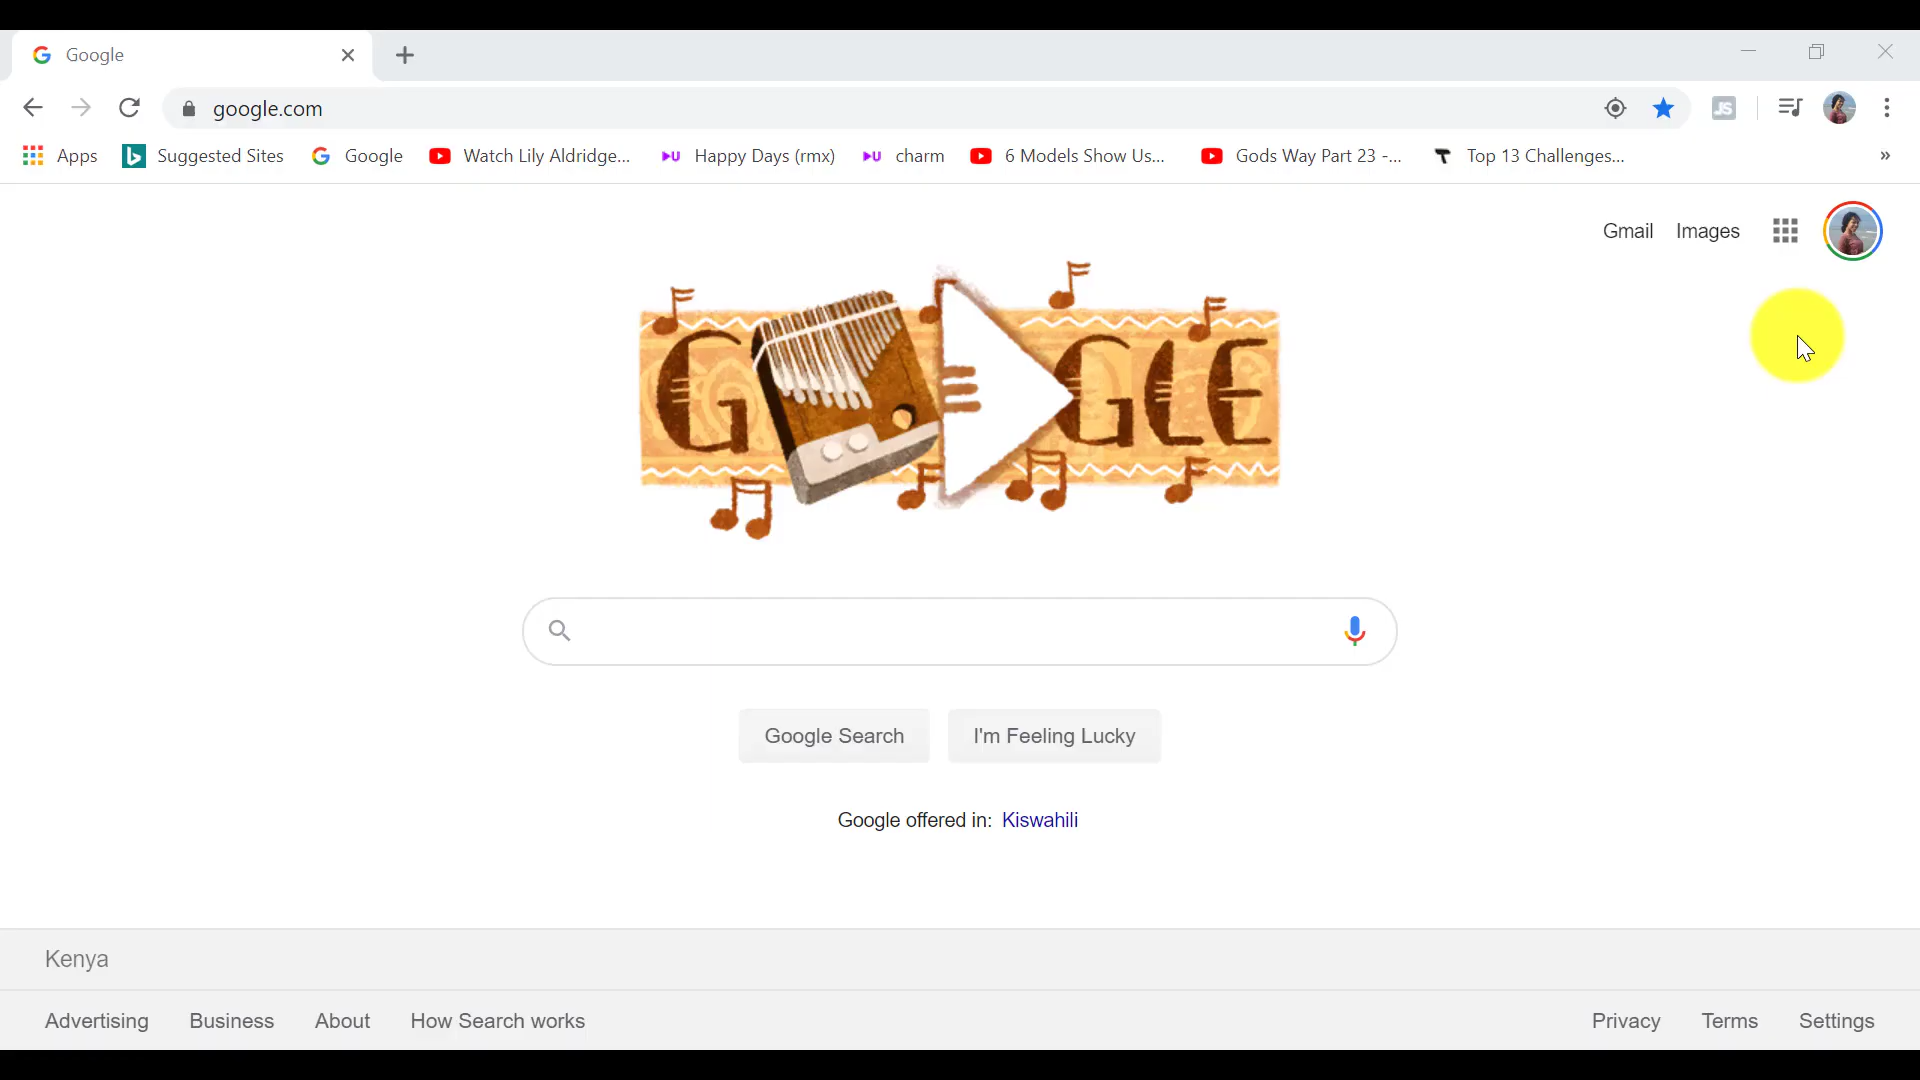 Google
google.com
JS
Apps Suggested Sites Google Watch Lily Aldridge... Happy Days (rmx) charm 6 Models Show Us... Gods Way Part 23 -... Top 13 Challenges...
Gmail Images
GOOGLE
Google Search I'm Feeling Lucky
Google offered in: Kiswahili
Kenya
Advertising Business About How Search works Privacy Terms Settings